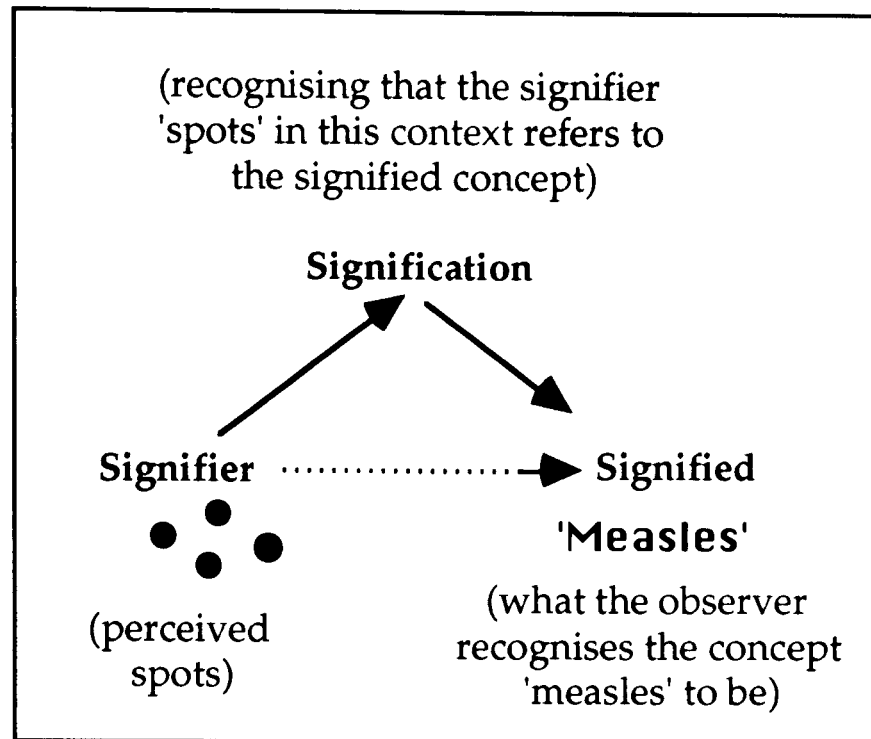 (recognising that the signifier
'spots' in this context refers to
the signified concept)
Signification
Signifier
Signified
'Measles'
(perceived
spots)
(what the observer
recognises the concept
'measles' to be)